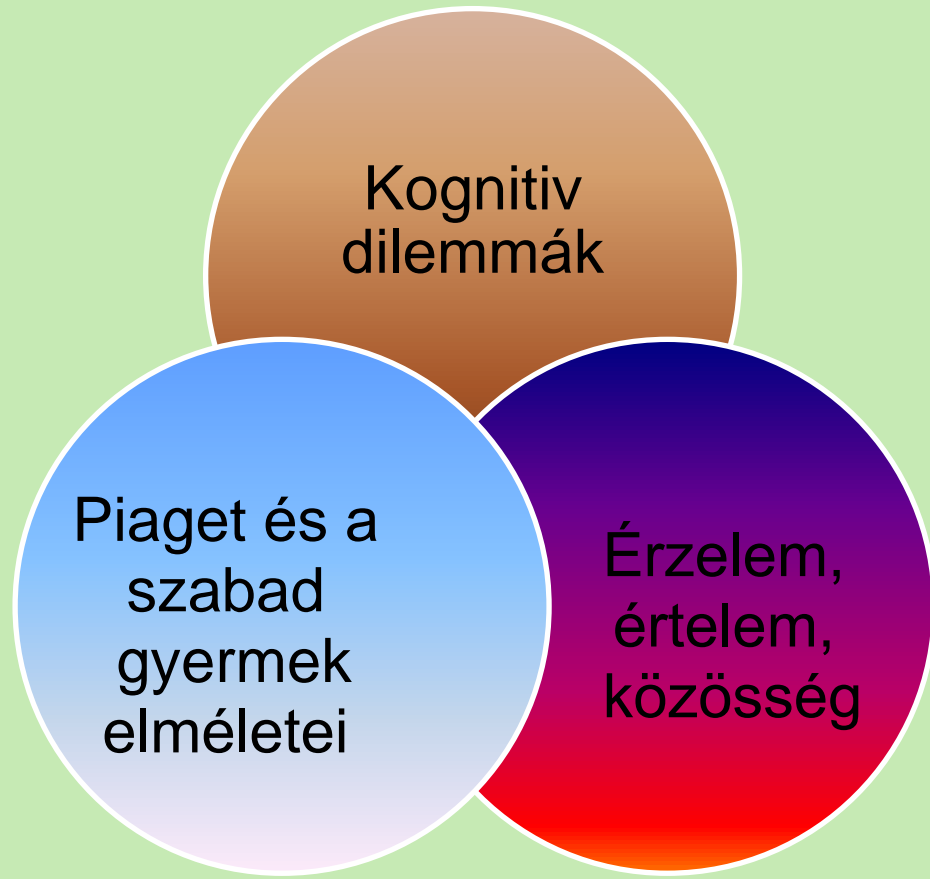 Kognitiv
dilemmák
Piaget és a
szabad
gyermek
elméletei
Érzelem,
értelem,
közösség